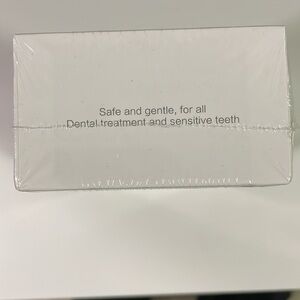 Safe and gentle, for all
Dental treatment and sensitive teeth